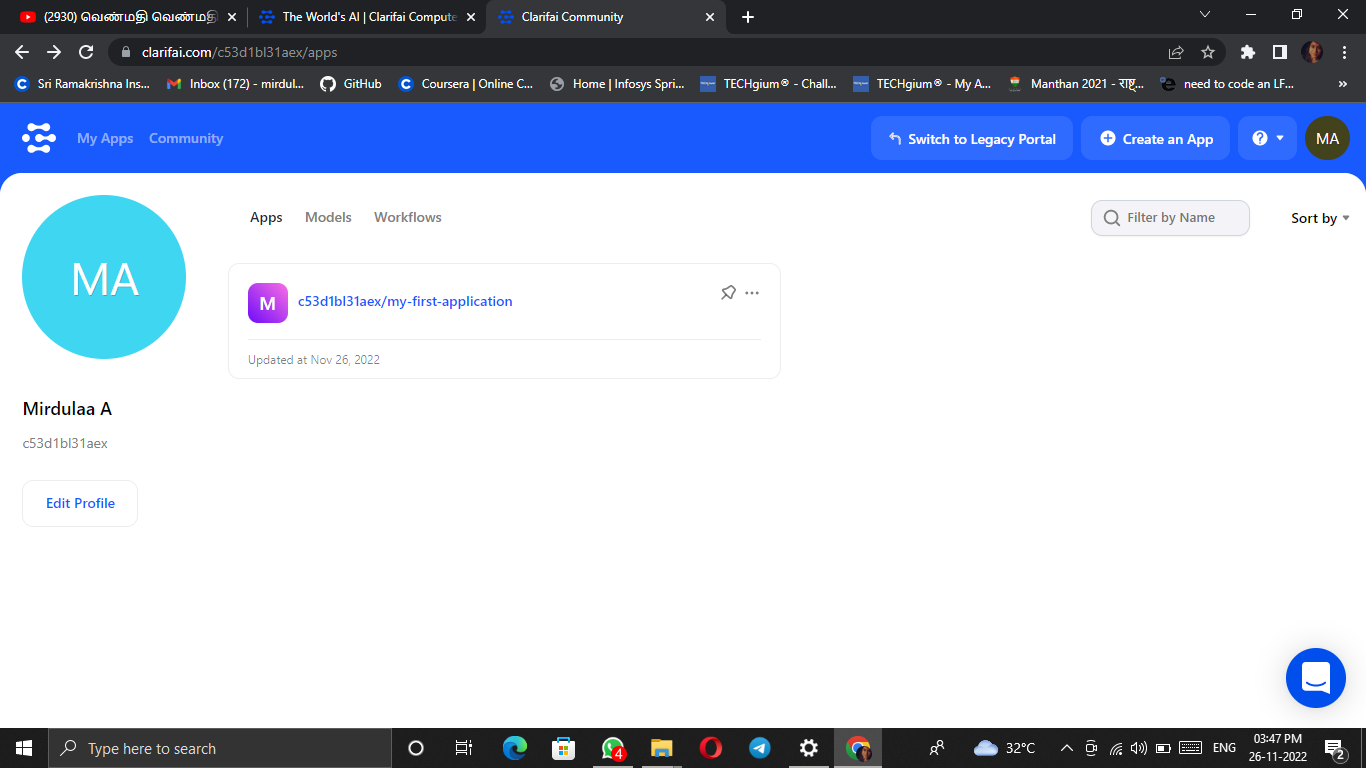 (2930) வெண்மதி வெண்மதி
The World's AI | Clarifai Compute
Clarifai Community
clarifai.com/c53d1bl31aex/apps
Sri Ramakrishna Ins...
Inbox (172) - mirdul...
GitHub
Coursera | Online C...
Home | Infosys Spri...
TECHgium® - Chall...
TECHgium® - My A...
Manthan 2021 - राष्ट्...
need to code an LF...
»
My Apps
Community
Switch to Legacy Portal
Create an App
?
MA
MA
Apps
Models
Workflows
Filter by Name
Sort by
M
c53d1bl31aex/my-first-application
Updated at Nov 26, 2022
Mirdulaa A
c53d1bl31aex
Edit Profile
Type here to search
4
32°C
ENG
03:47 PM
26-11-2022
2